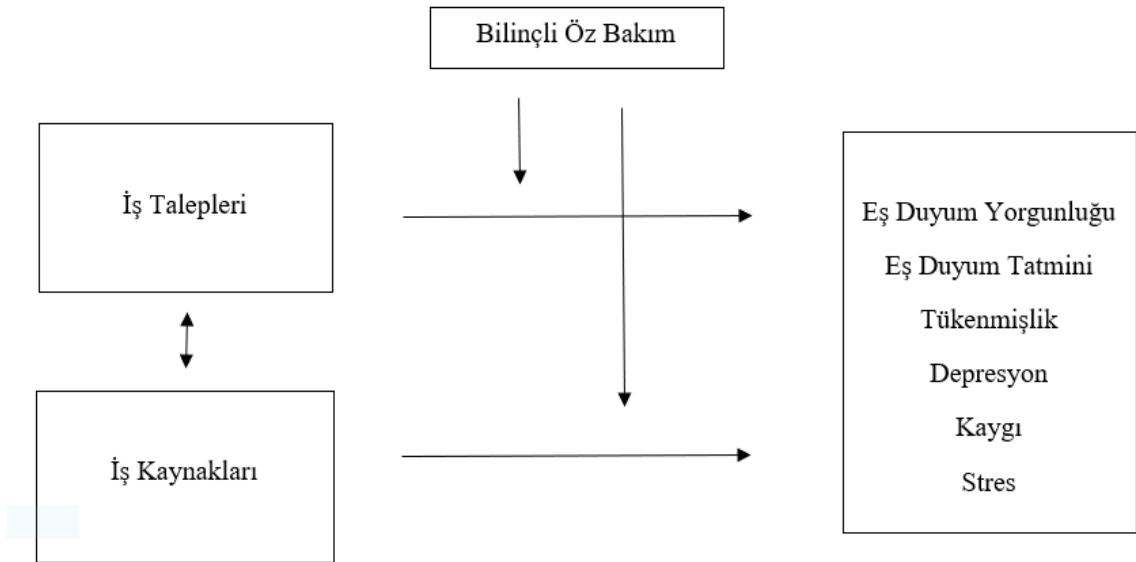 Bilinçli Öz Bakım
İş Talepleri
İş Kaynakları
Eş Duyum Yorgunluğu
Eş Duyum Tatmini
Tükenmişlik
Depresyon
Kaygı
Stres